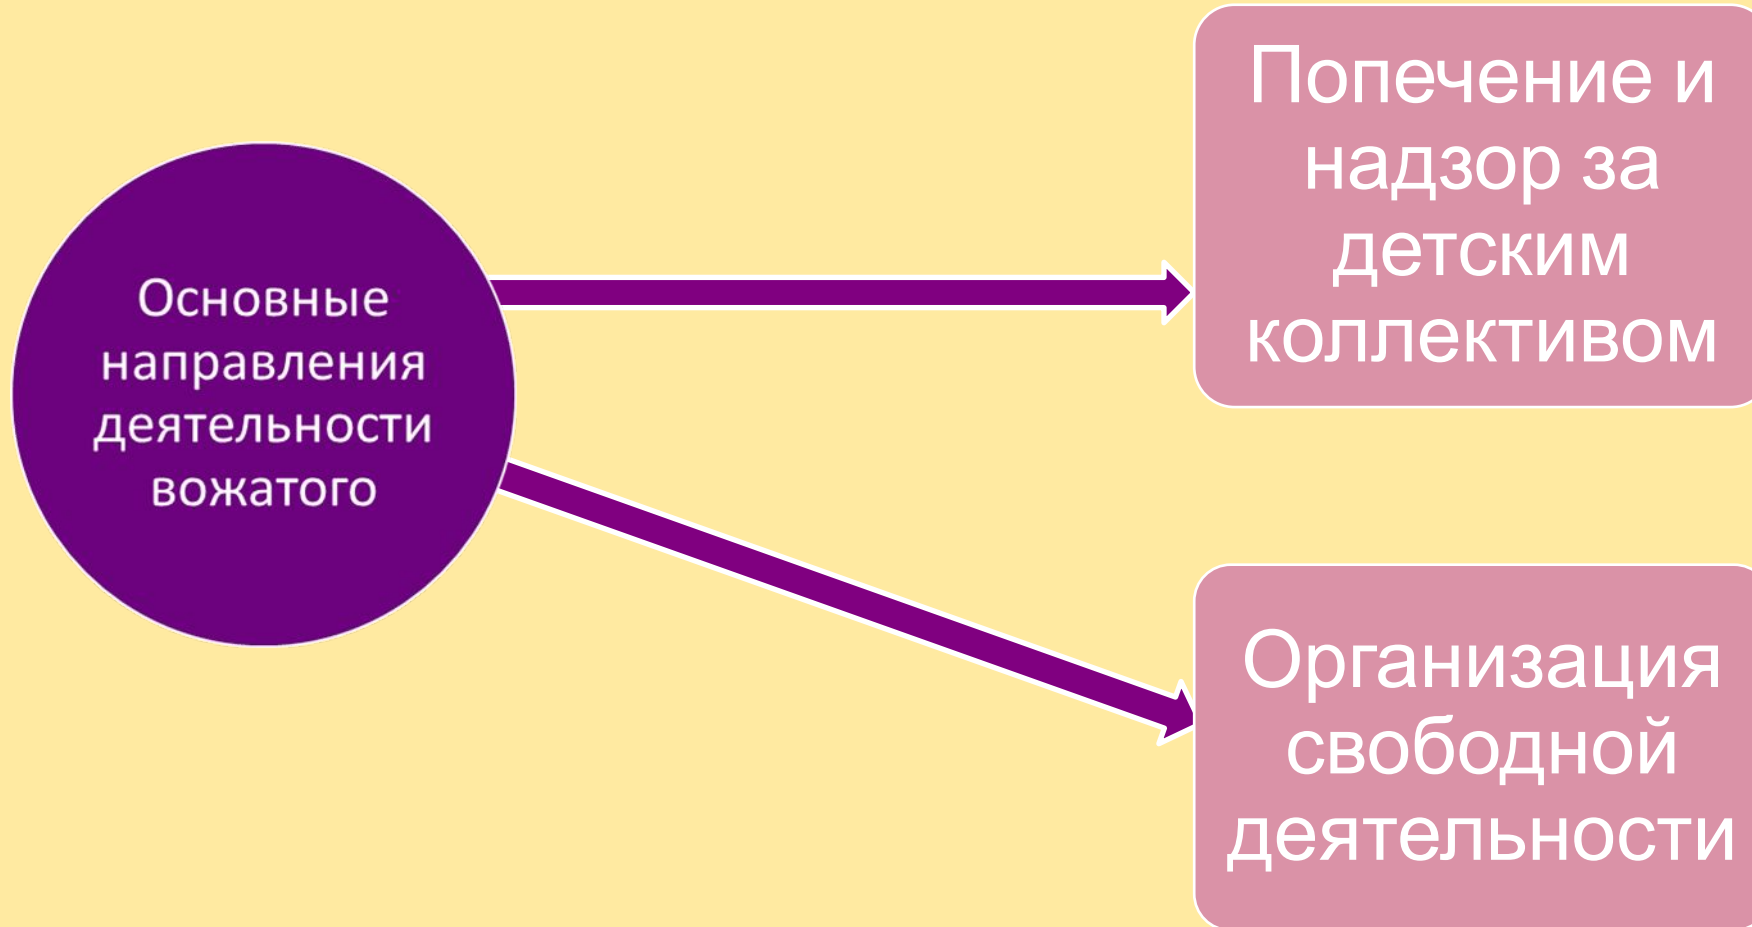 Основные
направления
деятельности
вожатого
Попечение и
надзор за
детским
коллективом
Организация
свободной
деятельности